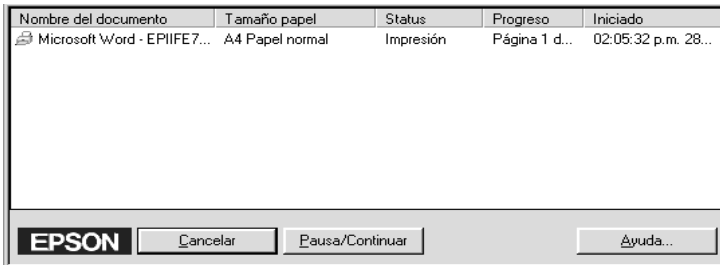 Nombre del documento Tamaño papel Status Progreso Iniciado
Microsoft Word - EPIIFE7... A4 Papel normal Impresión Página 1 d... 02:05:32 p.m. 28...
EPSON Cancelar Pausa/Continuar Ayuda...